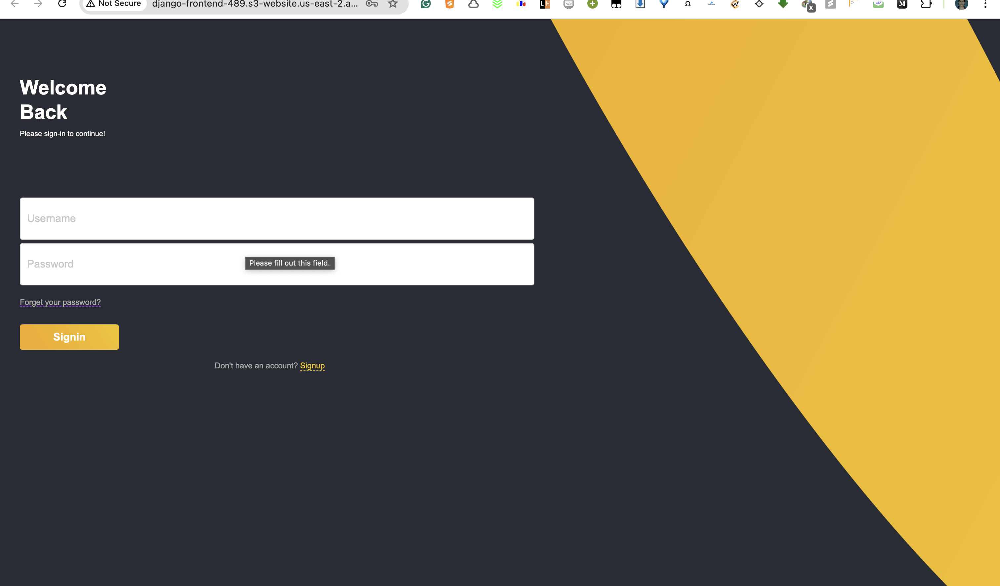 Not Secure
django-frontend-489.s3-website.us-east-2.a...
L H
Ω
X
M
Welcome
Back
Please sign-in to continue!
Username
Password
Please fill out this field.
Forget your password?
Signin
Don't have an account? Signup